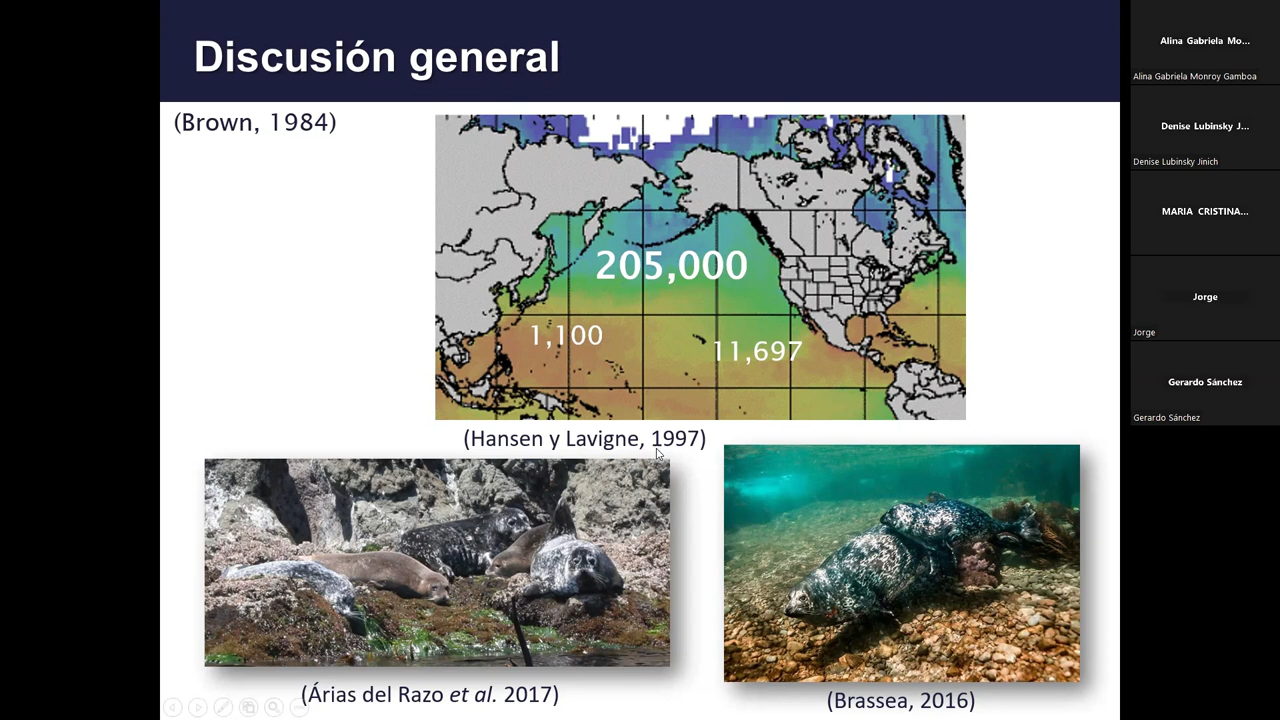 Discusión general
(Brown, 1984)
205,000
1,100
11,697
(Hansen y Lavigne, 1997)
(Árias del Razo et al. 2017)
(Brassea, 2016)
Alina Gabriela Mo...
Alina Gabriela Monroy Gamboa
Denise Lubinsky J...
Denise Lubinsky Jinich
MARIA CRISTINA...
Jorge
Jorge
Gerardo Sánchez
Gerardo Sánchez